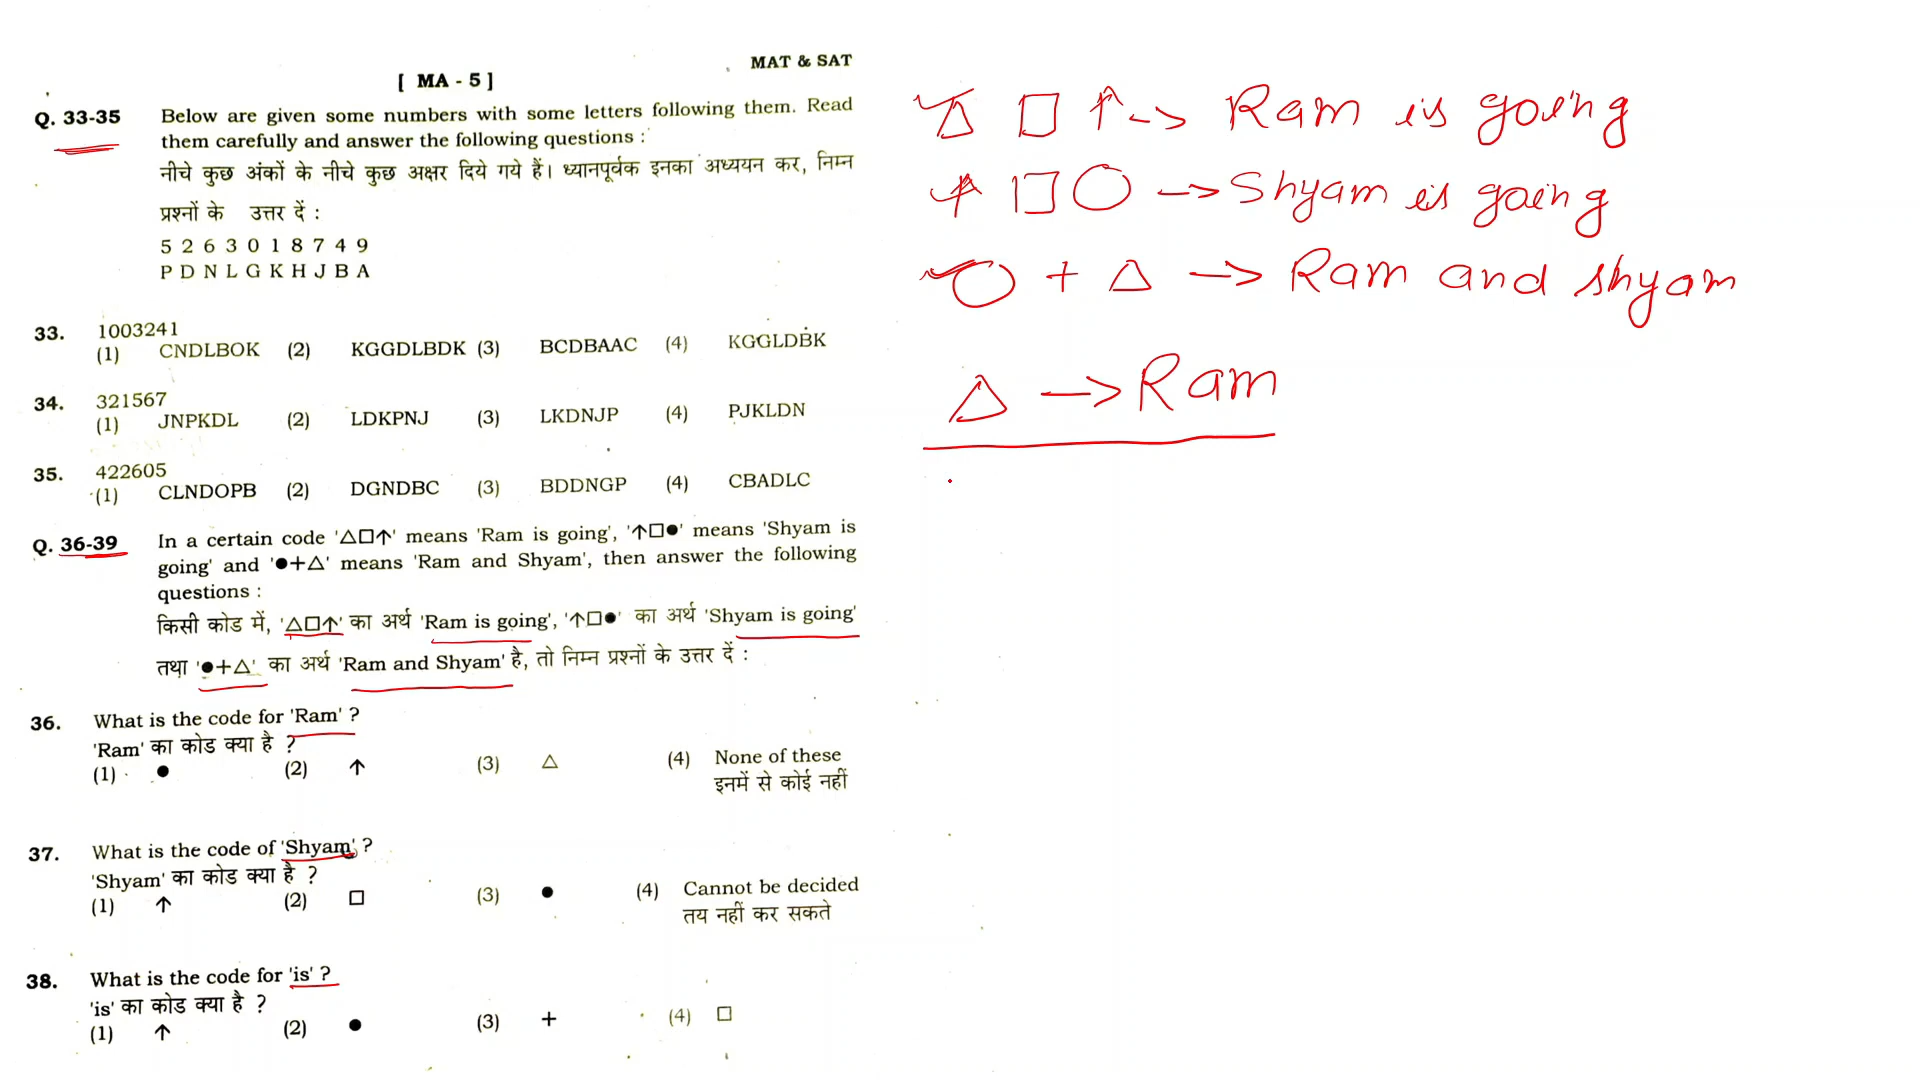 MAT & SAT
[ MA - 5 ]
Q. 33-35 Below are given some numbers with some letters following them. Read
them carefully and answer the following questions :
नीचे कुछ अंकों के नीचे कुछ अक्षर दिये गये हैं। ध्यानपूर्वक इनका अध्ययन कर, निम्न
प्रश्नों के उत्तर दें :
5 2 6 3 0 1 8 7 4 9
P D N L G K H J B A
33. 1003241
(1) CNDLBOK (2) KGGDLBDK (3) BCDBAAC (4) KGGLDBK
34. 321567
(1) JNPKDL (2) LDKPNJ (3) LKDNJP (4) PJKLDN
35. 422605
(1) CLNDOPB (2) DGNDBC (3) BDDNGP (4) CBADLC
Q. 36-39 In a certain code '△□↑' means 'Ram is going', '↑□●' means 'Shyam is
going' and '●+△' means 'Ram and Shyam', then answer the following
questions :
किसी कोड में, '△□↑' का अर्थ 'Ram is going', '↑□●' का अर्थ 'Shyam is going'
तथा '●+△' का अर्थ 'Ram and Shyam' है, तो निम्न प्रश्नों के उत्तर दें :
36. What is the code for 'Ram' ?
'Ram' का कोड क्या है ?
(1) ● (2) ↑ (3) △ (4) None of these
इनमें से कोई नहीं
37. What is the code of 'Shyam' ?
'Shyam' का कोड क्या है ?
(1) ↑ (2) □ (3) ● (4) Cannot be decided
तय नहीं कर सकते
38. What is the code for 'is' ?
'is' का कोड क्या है ?
(1) ↑ (2) ● (3) + (4) □
△ □ ↑ -> Ram is going
↑ □ ○ -> Shyam is going
○ + △ -> Ram and shyam
△ -> Ram